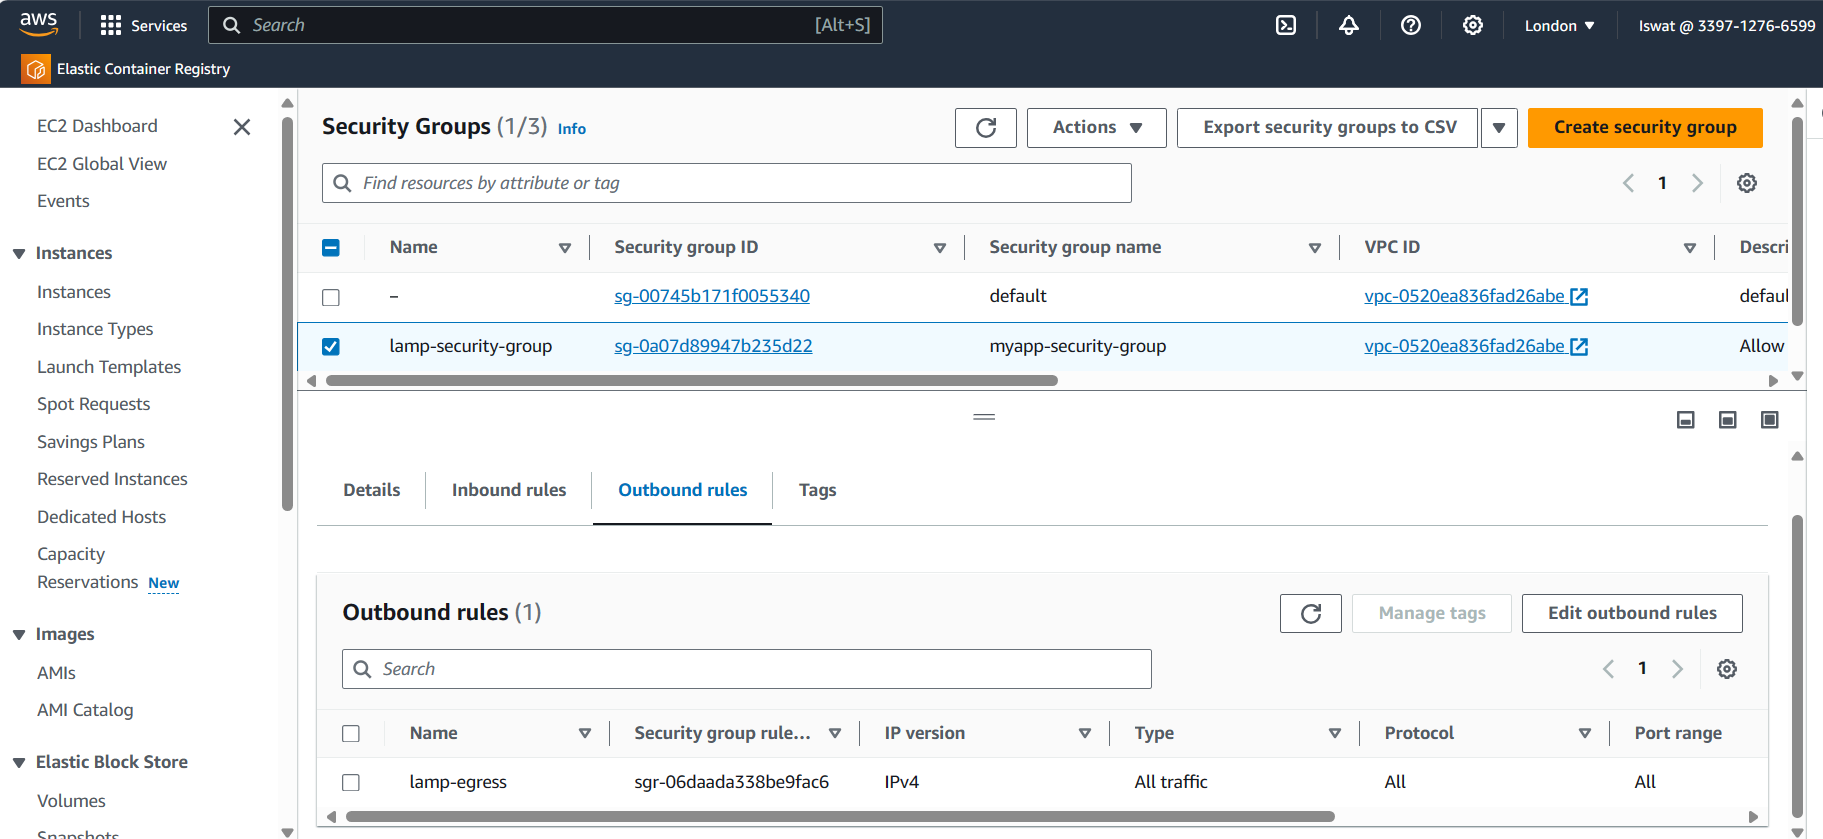 aws
Services
Search
[Alt+S]
London
Iswat @ 3397-1276-6599
Elastic Container Registry
EC2 Dashboard
EC2 Global View
Events
Instances
Instances
Instance Types
Launch Templates
Spot Requests
Savings Plans
Reserved Instances
Dedicated Hosts
Capacity
Reservations New
Images
AMIs
AMI Catalog
Elastic Block Store
Volumes
Snapshots
Security Groups (1/3) Info
Actions
Export security groups to CSV
Create security group
Find resources by attribute or tag
1
Name Security group ID Security group name VPC ID Descri
– sg-00745b171f0055340 default vpc-0520ea836fad26abe defaul
lamp-security-group sg-0a07d89947b235d22 myapp-security-group vpc-0520ea836fad26abe Allow
Details Inbound rules Outbound rules Tags
Outbound rules (1)
Manage tags
Edit outbound rules
Search
1
Name Security group rule... IP version Type Protocol Port range
lamp-egress sgr-06daada338be9fac6 IPv4 All traffic All All